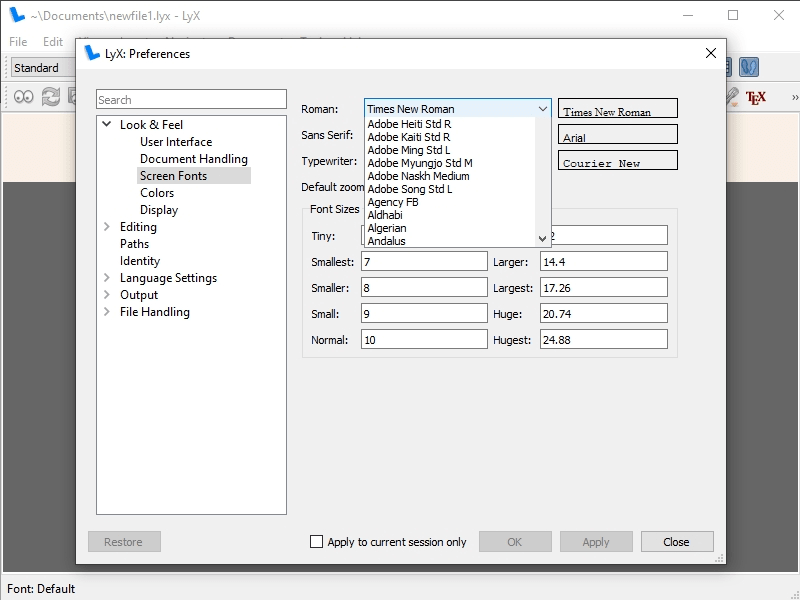 ~\Documents\newfile1.lyx - LyX
File Edit
Standard
LyX: Preferences
Search
Look & Feel
User Interface
Document Handling
Screen Fonts
Colors
Display
Editing
Paths
Identity
Language Settings
Output
File Handling
Roman: Times New Roman Times New Roman
Sans Serif: Arial
Typewriter: Courier New
Default zoom
Adobe Heiti Std R
Adobe Kaiti Std R
Adobe Ming Std L
Adobe Myungjo Std M
Adobe Naskh Medium
Adobe Song Std L
Agency FB
Aldhabi
Algerian
Andalus
Font Sizes
Tiny:
Smallest: 7 Larger: 14.4
Smaller: 8 Largest: 17.26
Small: 9 Huge: 20.74
Normal: 10 Hugest: 24.88
Restore
Apply to current session only
OK Apply Close
TEX
Font: Default